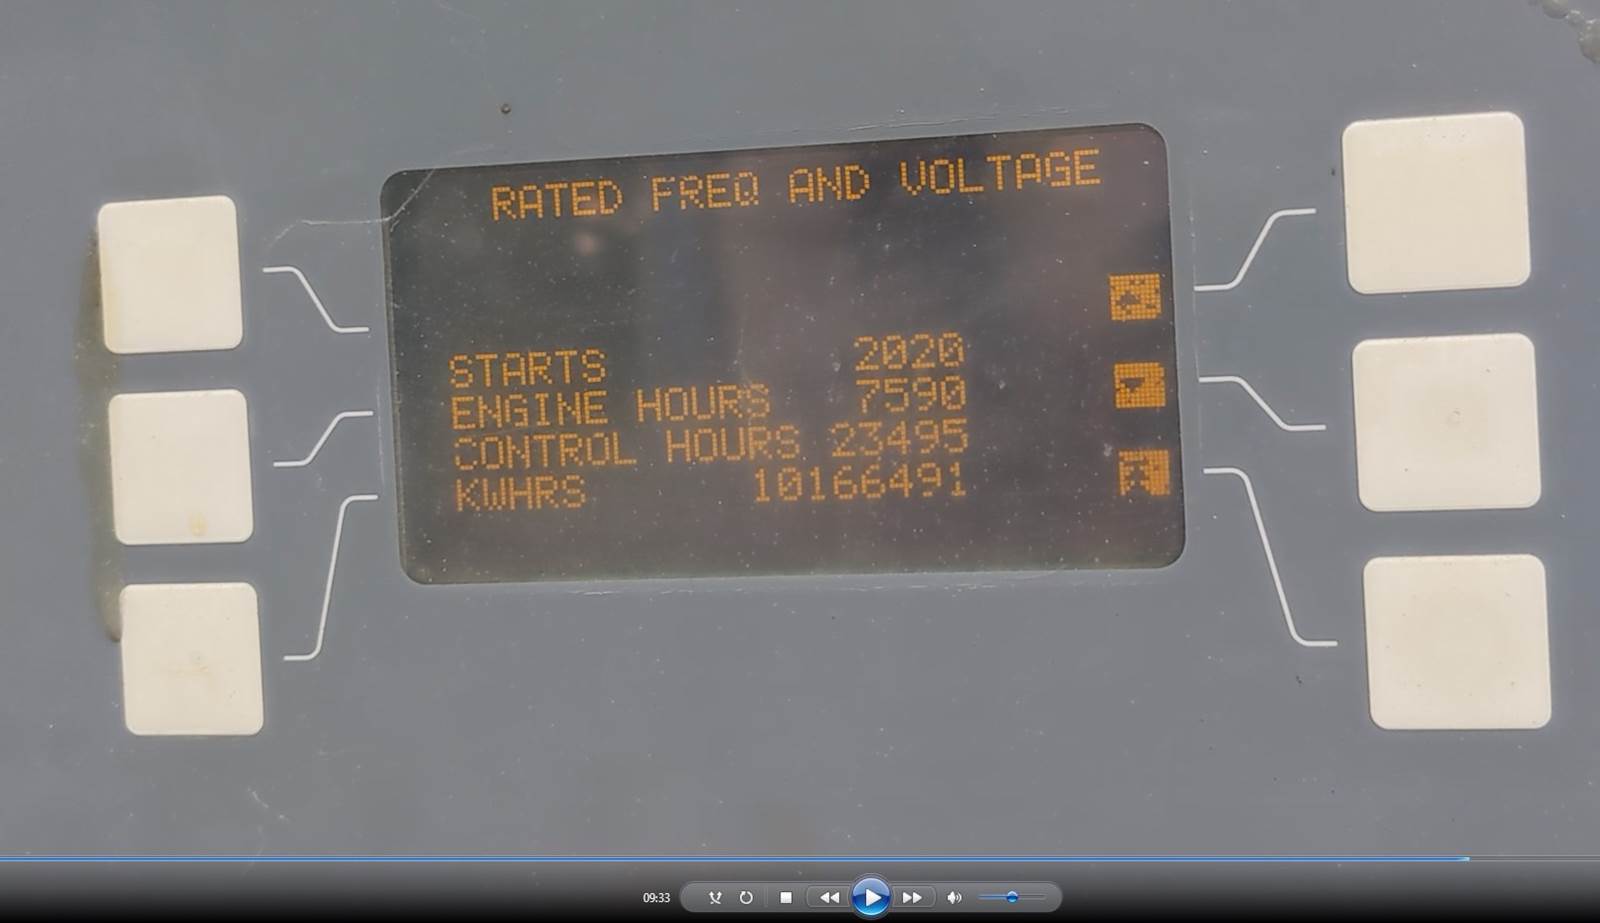 RATED FREQ AND VOLTAGE
STARTS 2020
ENGINE HOURS 7590
CONTROL HOURS 23495
KWHRS 10166491
09:33